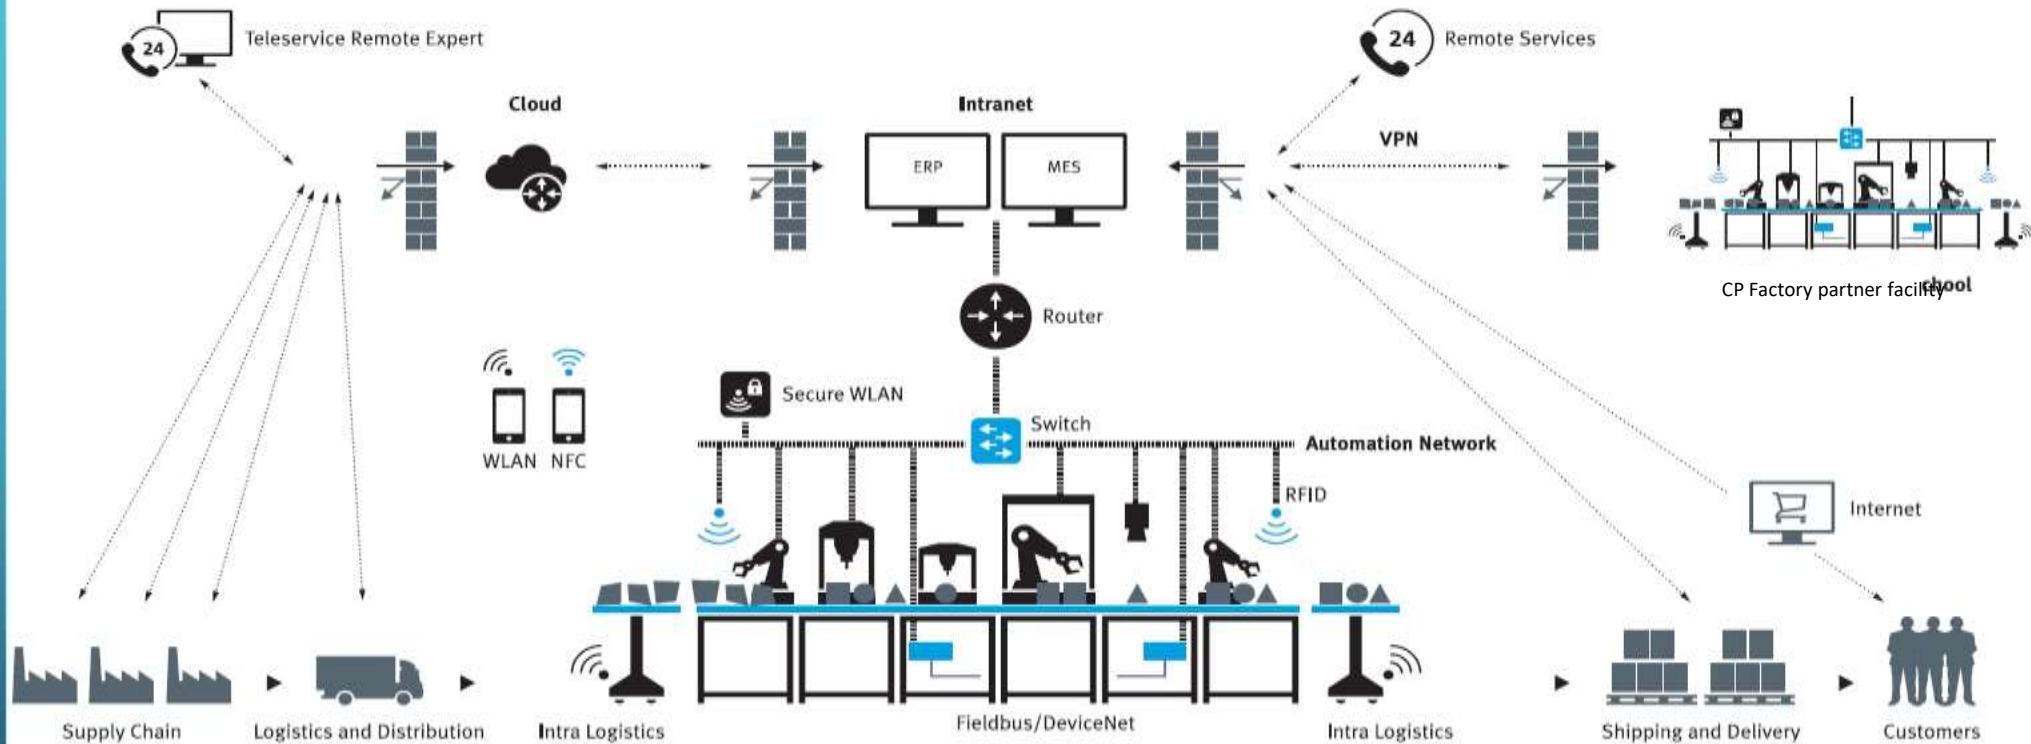 24
Teleservice Remote Expert
24
Remote Services
Cloud
Intranet
VPN
ERP
MES
CP Factory partner facility
Router
Secure WLAN
Switch
WLAN
NFC
Automation Network
RFID
Internet
Supply Chain
Logistics and Distribution
Intra Logistics
Fieldbus/DeviceNet
Intra Logistics
Shipping and Delivery
Customers